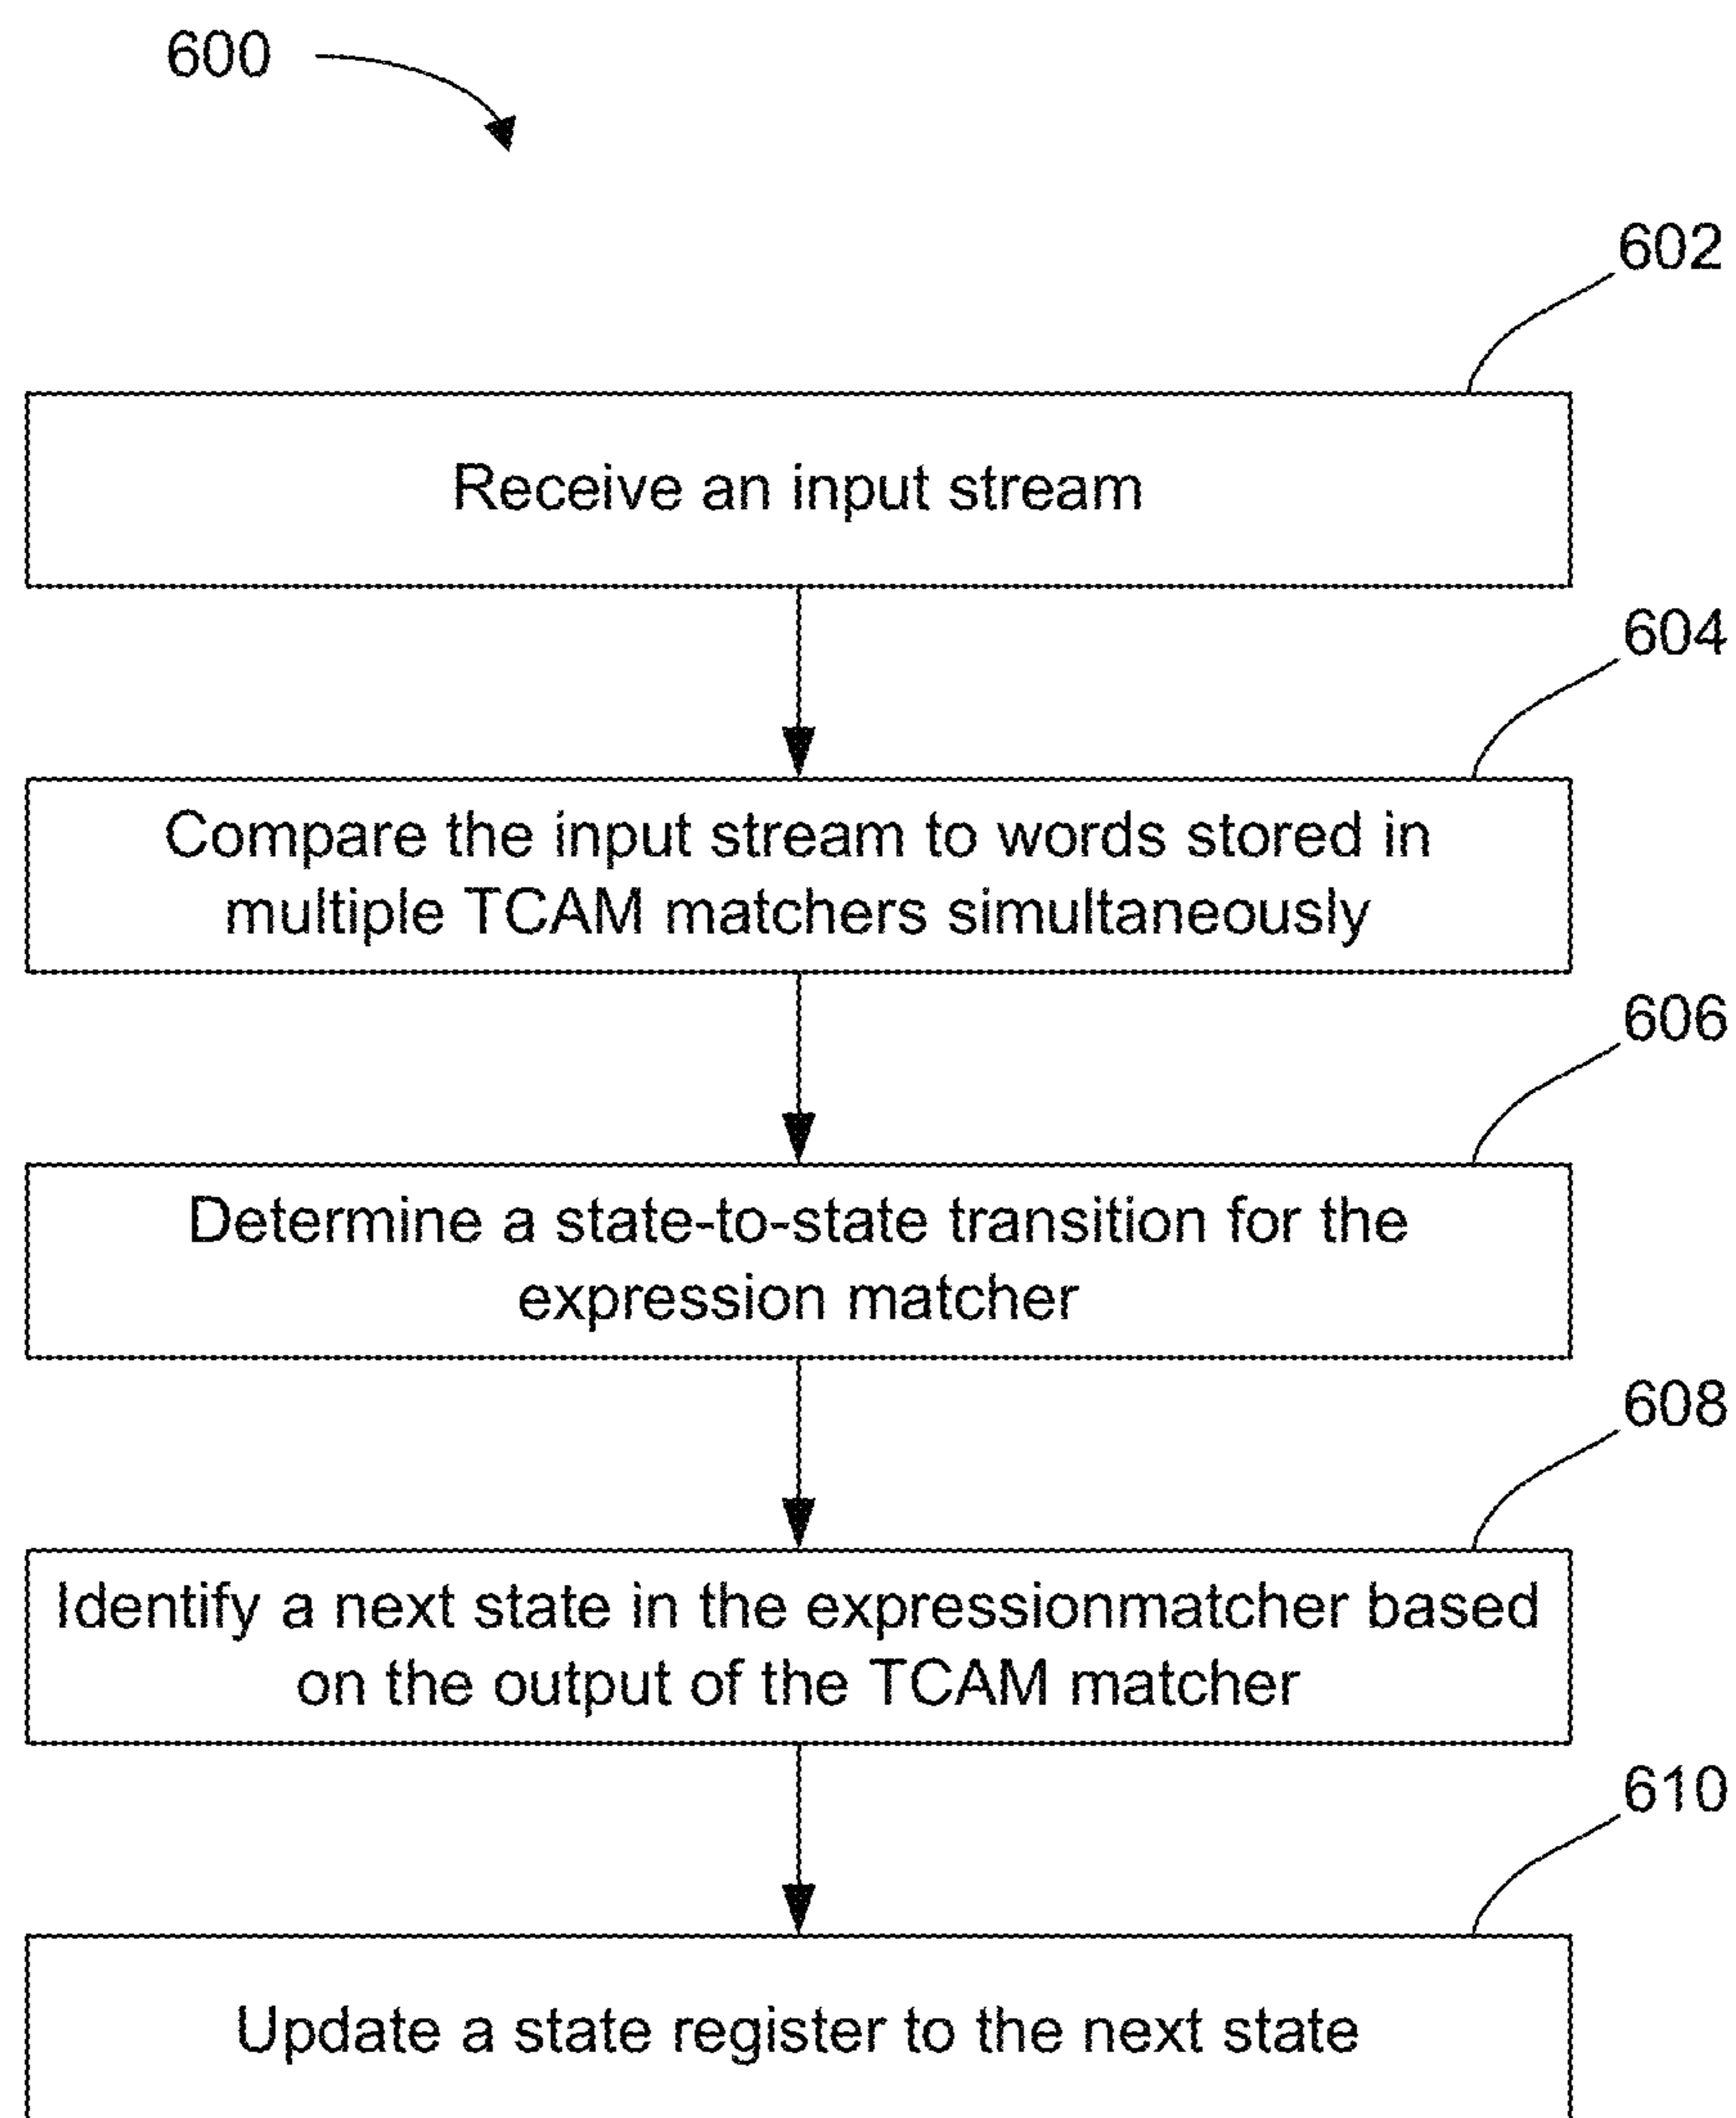 600
602
Receive an input stream
604
Compare the input stream to words stored in
multiple TCAM matchers simultaneously
606
Determine a state-to-state transition for the
expression matcher
608
Identify a next state in the expressionmatcher based
on the output of the TCAM matcher
610
Update a state register to the next state